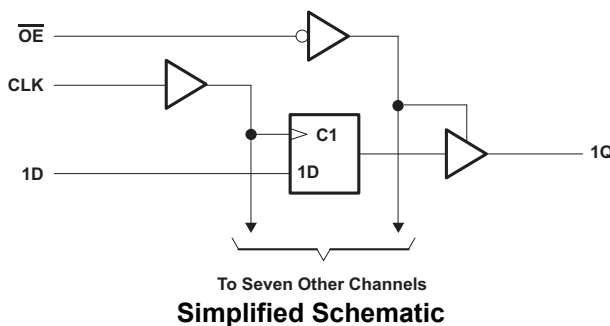 OE
CLK
C1
1D
1D
1Q
To Seven Other Channels
Simplified Schematic